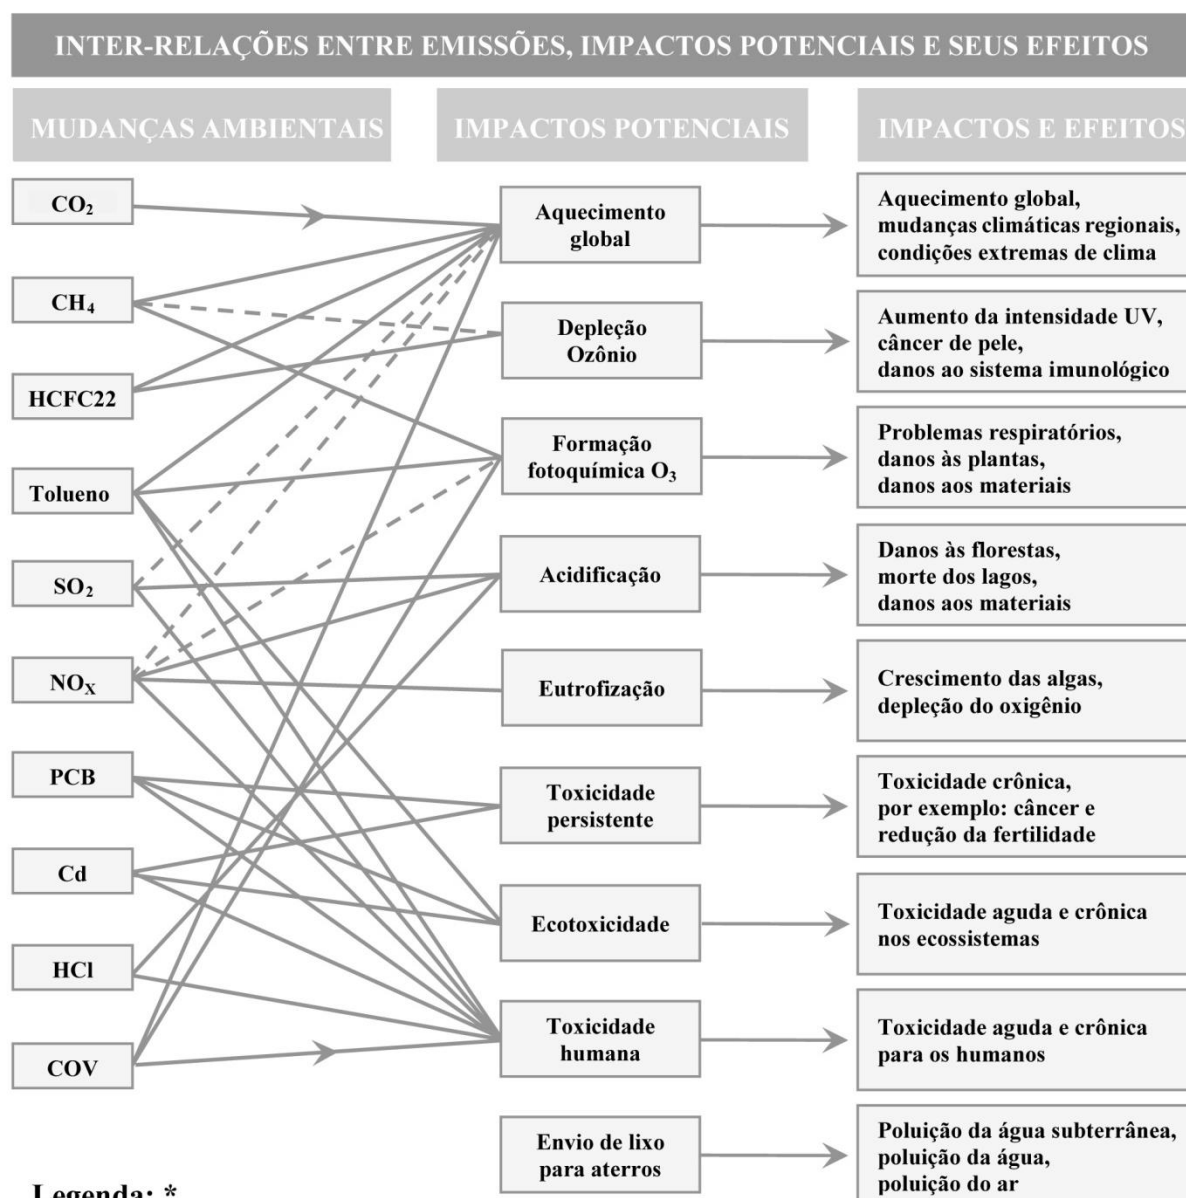 INTER-RELAÇÕES ENTRE EMISSÕES, IMPACTOS POTENCIAIS E SEUS EFEITOS
MUDANÇAS AMBIENTAIS
IMPACTOS POTENCIAIS
IMPACTOS E EFEITOS
CO₂
CH₄
HCFC22
Tolueno
SO₂
NOₓ
PCB
Cd
HCl
COV
Aquecimento
global
Depleção
Ozônio
Formação
fotoquímica O₃
Acidificação
Eutrofização
Toxicidade
persistente
Ecotoxicidade
Toxicidade
humana
Envio de lixo
para aterros
Aquecimento global,
mudanças climáticas regionais,
condições extremas de clima
Aumento da intensidade UV,
câncer de pele,
danos ao sistema imunológico
Problemas respiratórios,
danos às plantas,
danos aos materiais
Danos às florestas,
morte dos lagos,
danos aos materiais
Crescimento das algas,
depleção do oxigênio
Toxicidade crônica,
por exemplo: câncer e
redução da fertilidade
Toxicidade aguda e crônica
nos ecossistemas
Toxicidade aguda e crônica
para os humanos
Poluição da água subterrânea,
poluição da água,
poluição do ar
Legenda: *